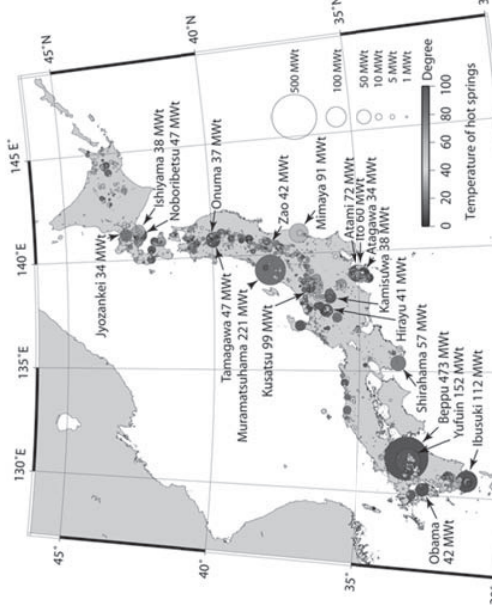 130°E
135°
140°
145 E°
45°
45°N
Jyozankei 34 MWt
Ishiyama 38 MWt
Noboribetsu 47 MWt
40°
40°
Onuma 37 MWt
Tamagawa 47 MWt
Muramatsuhama 221 MWt
Kusatsu 99 MWt
Zao 42 MWt
Mimaya 91 MWt
35°
35°
Atami 72 MWt
Ito 60 MWt
Atagawa 34 MWt
Kamisuwa 38 MWt
Hirayu 41 MWt
Shirahama 57 MWt
Beppu 473 MWt
Yufuin 152 MWt
Ibusuki 112 MWt
Obama
42 MWt
500 MWt
100 MWt
50 MWt
10 MWt
5 MWt
1 MWt
0 20 40 60 80 100 Degree
Temperature of hot springs